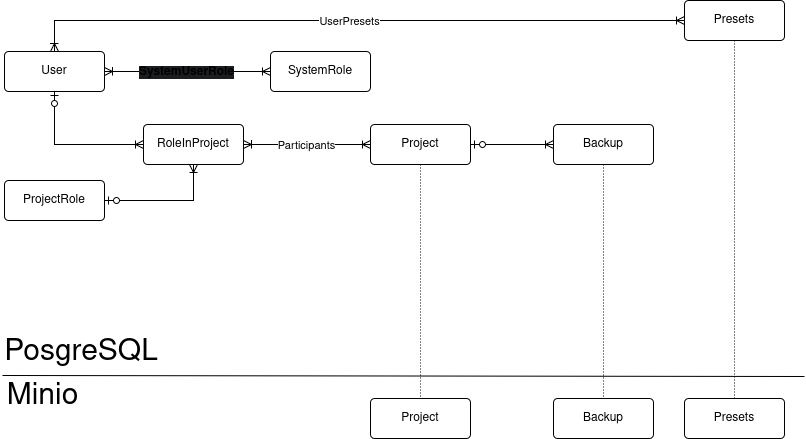 UserPresets
Presets
User
SystemUserRole
SystemRole
RoleInProject
Participants
Project
Backup
ProjectRole
PosgreSQL
Minio
Project
Backup
Presets